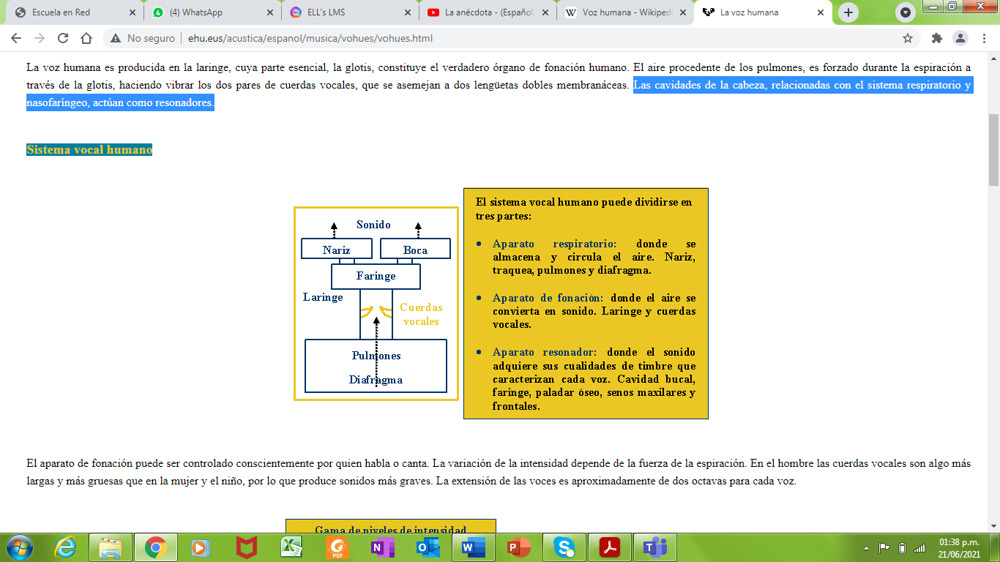 Escuela en Red
(4) WhatsApp
ELL's LMS
La anécdota - (Español.
Voz humana - Wikiped
La voz humana
No seguro
ehu.eus/acustica/espanol/musica/vohues/vohues.html
La voz humana es producida en la laringe, cuya parte esencial, la glotis, constituye el verdadero órgano de fonación humano. El aire procedente de los pulmones, es forzado durante la espiración a
través de la glotis, haciendo vibrar los dos pares de cuerdas vocales, que se asemejan a dos lengüetas dobles membranáceas. Las cavidades de la cabeza, relacionadas con el sistema respiratorio y
nasofaríngeo, actúan como resonadores.
Sistema vocal humano
Sonido
Nariz
Boca
Faringe
Laringe
Cuerdas
vocales
Pulmones
Diafragma
El sistema vocal humano puede dividirse en
tres partes:
• Aparato respiratorio: donde se
almacena y circula el aire. Nariz,
traquea, pulmones y diafragma.
• Aparato de fonación: donde el aire se
convierta en sonido. Laringe y cuerdas
vocales.
• Aparato resonador: donde el sonido
adquiere sus cualidades de timbre que
caracterizan cada voz. Cavidad bucal,
faringe, paladar óseo, senos maxilares y
frontales.
El aparato de fonación puede ser controlado conscientemente por quien habla o canta. La variación de la intensidad depende de la fuerza de la espiración. En el hombre las cuerdas vocales son algo más
largas y más gruesas que en la mujer y el niño, por lo que produce sonidos más graves. La extensión de las voces es aproximadamente de dos octavas para cada voz.
Gama de niveles de intensidad
PDF
01:38 p.m.
21/06/2021